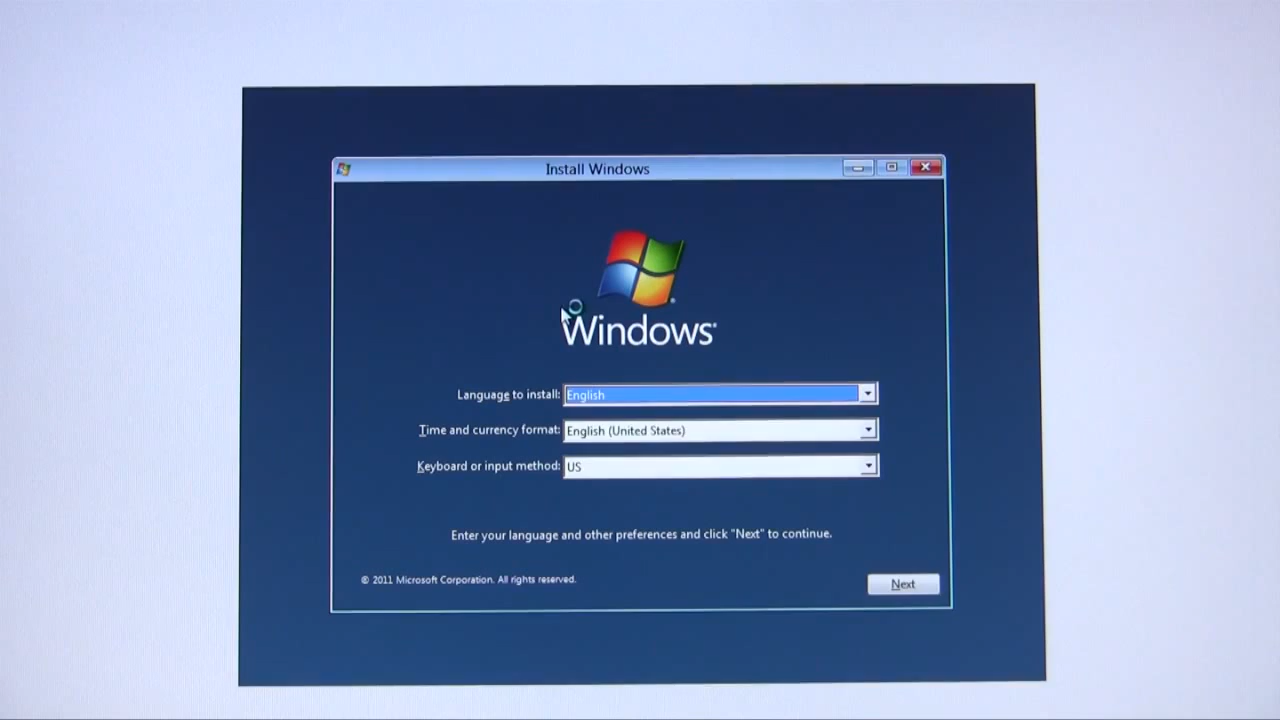 Install Windows
Windows®
Language to install: English
Time and currency format: English (United States)
Keyboard or input method: US
Enter your language and other preferences and click "Next" to continue.
© 2011 Microsoft Corporation. All rights reserved.
Next